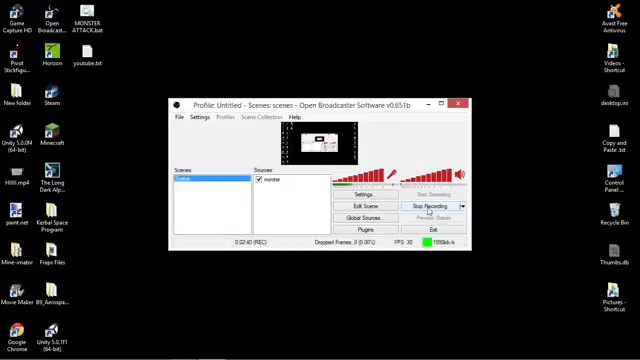 Game Capture HD
Open Broadcast...
MONSTER ATTACK.bat
Avast Free Antivirus
Pivot Stickfigu...
Horizon
youtube.txt
Videos - Shortcut
New folder
Steam
desktop.ini
Unity 5.0.0f4 (64-bit)
Minecraft
Copy and Paste .txt
HIIIII.mp4
The Long Dark Alp...
Control Panel ...
paint.net
Kerbal Space Program
Recycle Bin
Mine-imator
Fraps Files
Thumbs.db
Movie Maker
B9_Aerospa...
Pictures - Shortcut
Google Chrome
Unity 5.0.1f1 (64-bit)
Profile: Untitled - Scenes: scenes - Open Broadcaster Software v0.651b
File Settings Profiles Scene Collection Help
Scenes:
Sources:
Scene
moniter
Settings...
Start Streaming
Edit Scene
Stop Recording
Global Sources...
Preview Stream
Plugins
Exit
0:02:40 (REC)
Dropped Frames: 0 (0.00%)
FPS: 30